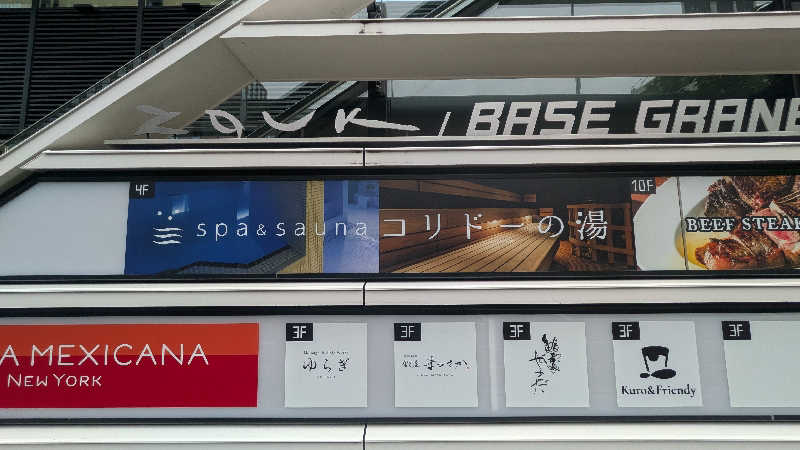 zouk / BASE GRANB
4F
spa & sauna コリドーの湯
10F
BEEF STEAK
A MEXICANA
NEW YORK
3F
ゆらぎ
3F
3F
3F
Kuro&Friendy
3F